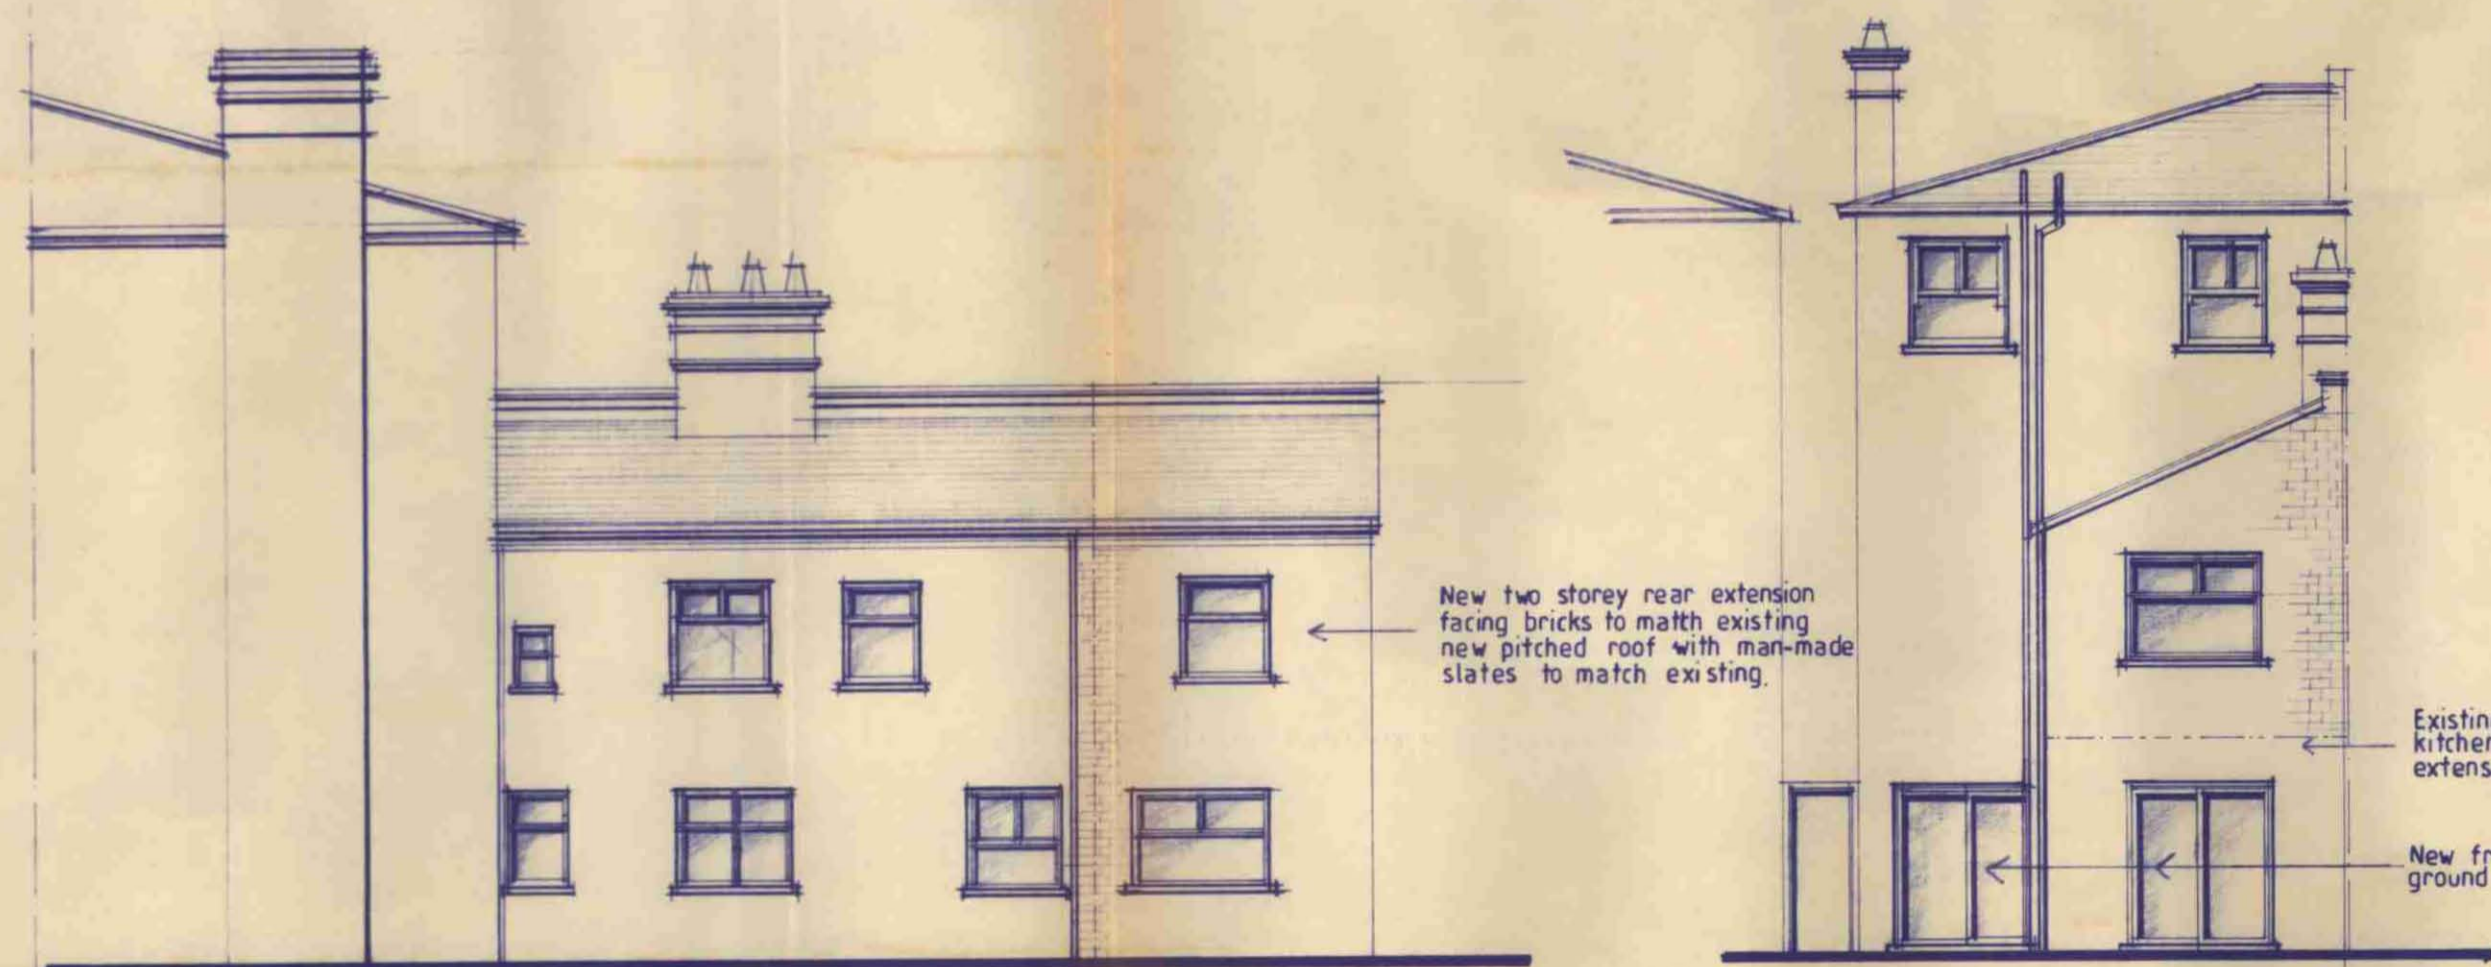 New two storey rear extension
facing bricks to matth existing
new pitched roof with man-made
slates to match existing.
Existin
kitchen
extens
New fr
ground